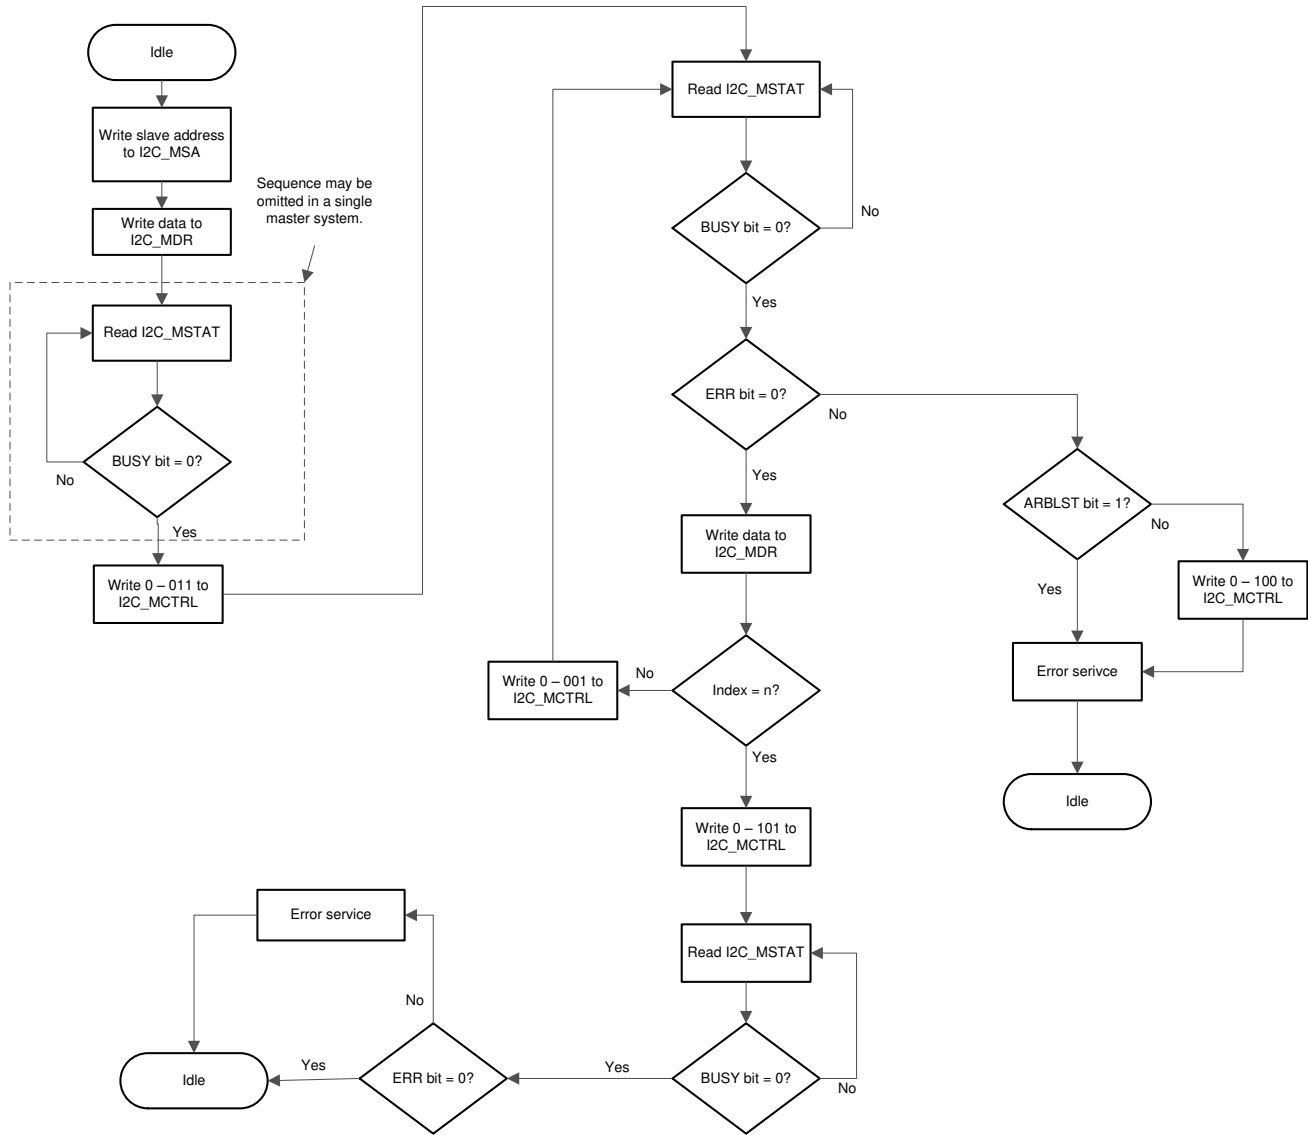 Idle
Write slave address
to I2C_MSA
Write data to
I2C_MDR
Sequence may be
omitted in a single
master system.
Read I2C_MSTAT
BUSY bit = 0?
No
Yes
Write 0 – 011 to
I2C_MCTRL
Read I2C_MSTAT
BUSY bit = 0?
No
Yes
ERR bit = 0?
No
Yes
Write data to
I2C_MDR
Index = n?
No
Write 0 – 001 to
I2C_MCTRL
Yes
Write 0 – 101 to
I2C_MCTRL
Read I2C_MSTAT
BUSY bit = 0?
No
Yes
ERR bit = 0?
No
Error service
Yes
Idle
ARBLST bit = 1?
No
Write 0 – 100 to
I2C_MCTRL
Yes
Error serivce
Idle